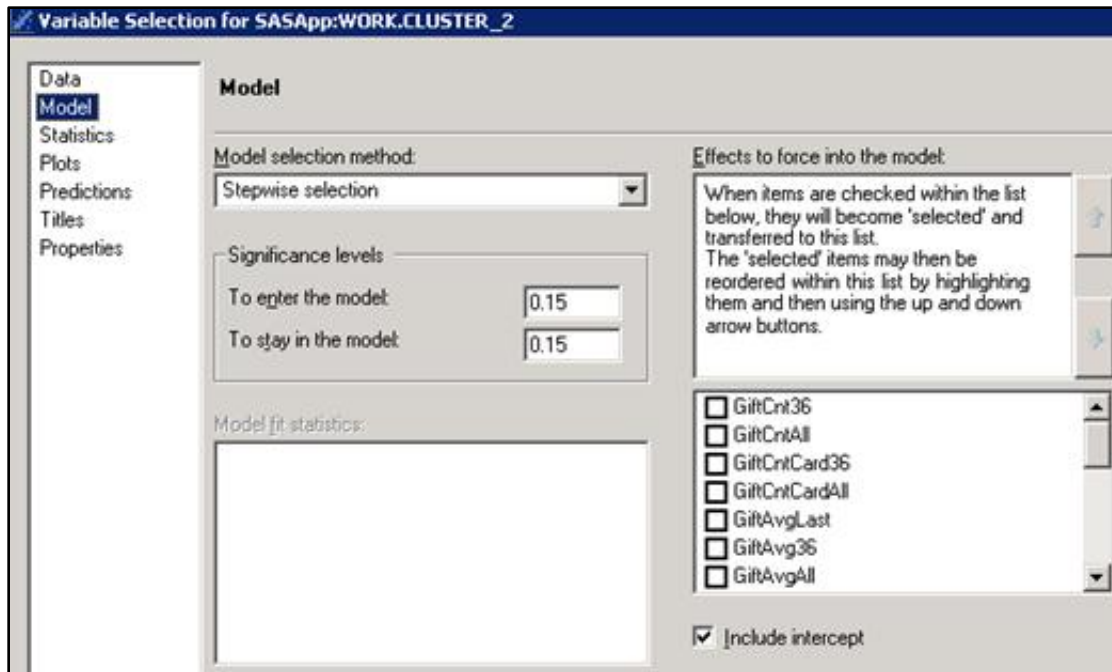 Variable Selection for SASApp:WORK.CLUSTER_2
Data
Model
Statistics
Plots
Predictions
Titles
Properties
Model
Model selection method:
Stepwise selection
Significance levels
To enter the model: 0.15
To stay in the model: 0.15
Model fit statistics:
Effects to force into the model:
When items are checked within the list
below, they will become 'selected' and
transferred to this list.
The 'selected' items may then be
reordered within this list by highlighting
them and then using the up and down
arrow buttons.
GiftCnt36
GiftCntAll
GiftCntCard36
GiftCntCardAll
GiftAvgLast
GiftAvg36
GiftAvgAll
Include intercept